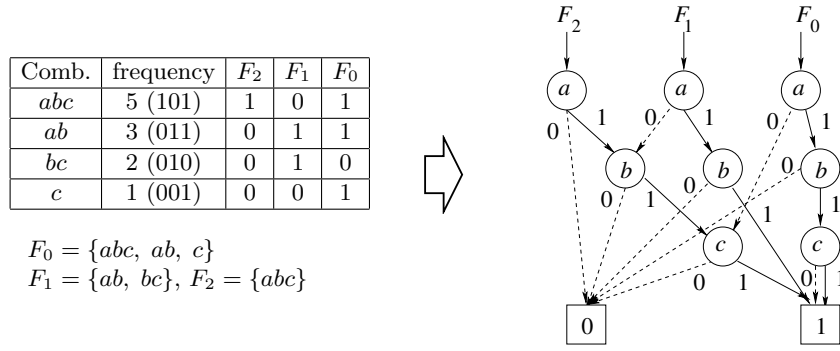 Comb. frequency F2 F1 F0
abc 5 (101) 1 0 1
ab 3 (011) 0 1 1
bc 2 (010) 0 1 0
c 1 (001) 0 0 1
F0 = {abc, ab, c}
F1 = {ab, bc}, F2 = {abc}
F2 F1 F0
a a a
0 1 0 1 0 1
b b b
0 1 0 1 0 1
c c
0 1 0 1
0 1